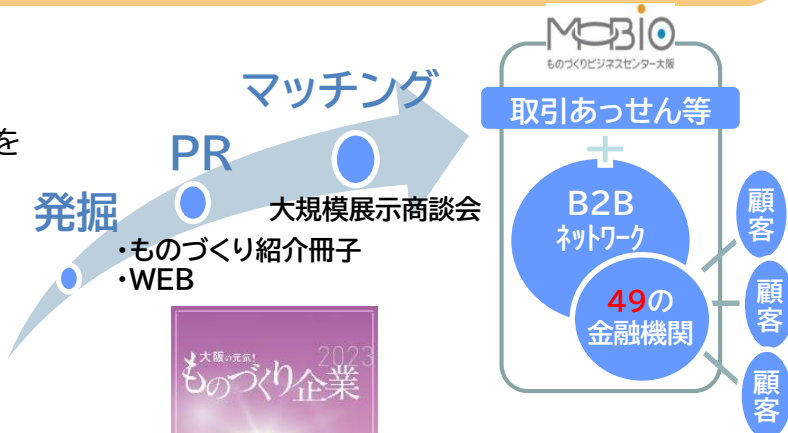 MOBIO
ものづくりビジネスセンター大阪
マッチング
取引あっせん等
を
PR
+
発掘
大規模展示商談会
B2B
ネットワーク
・ものづくり紹介冊子
・WEB
49の
金融機関
顧客
顧客
顧客
大阪の元気!
ものづくり企業
2023